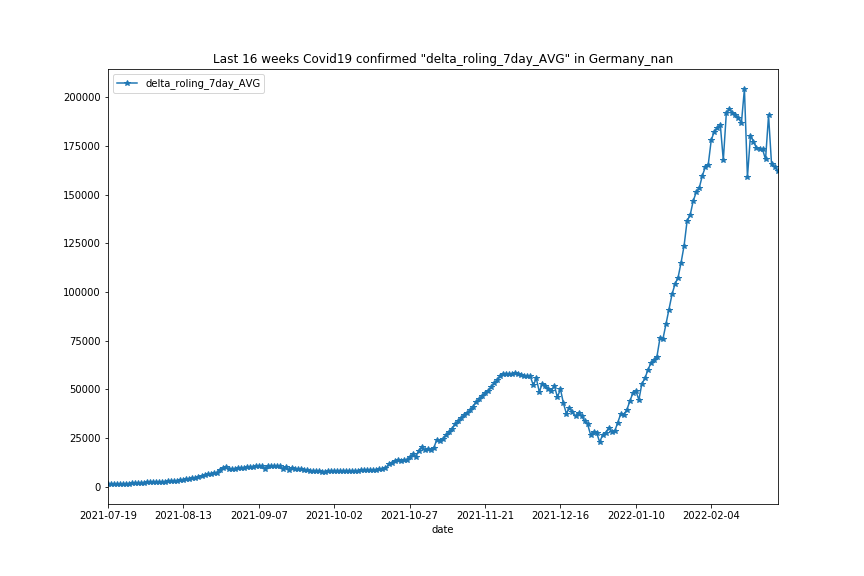 Last 16 weeks Covid19 confirmed "delta_roling_7day_AVG" in Germany_nan
delta_roling_7day_AVG
200000
175000
150000
125000
100000
75000
50000
25000
0
2021-07-19 2021-08-13 2021-09-07 2021-10-02 2021-10-27 2021-11-21 2021-12-16 2022-01-10 2022-02-04
date